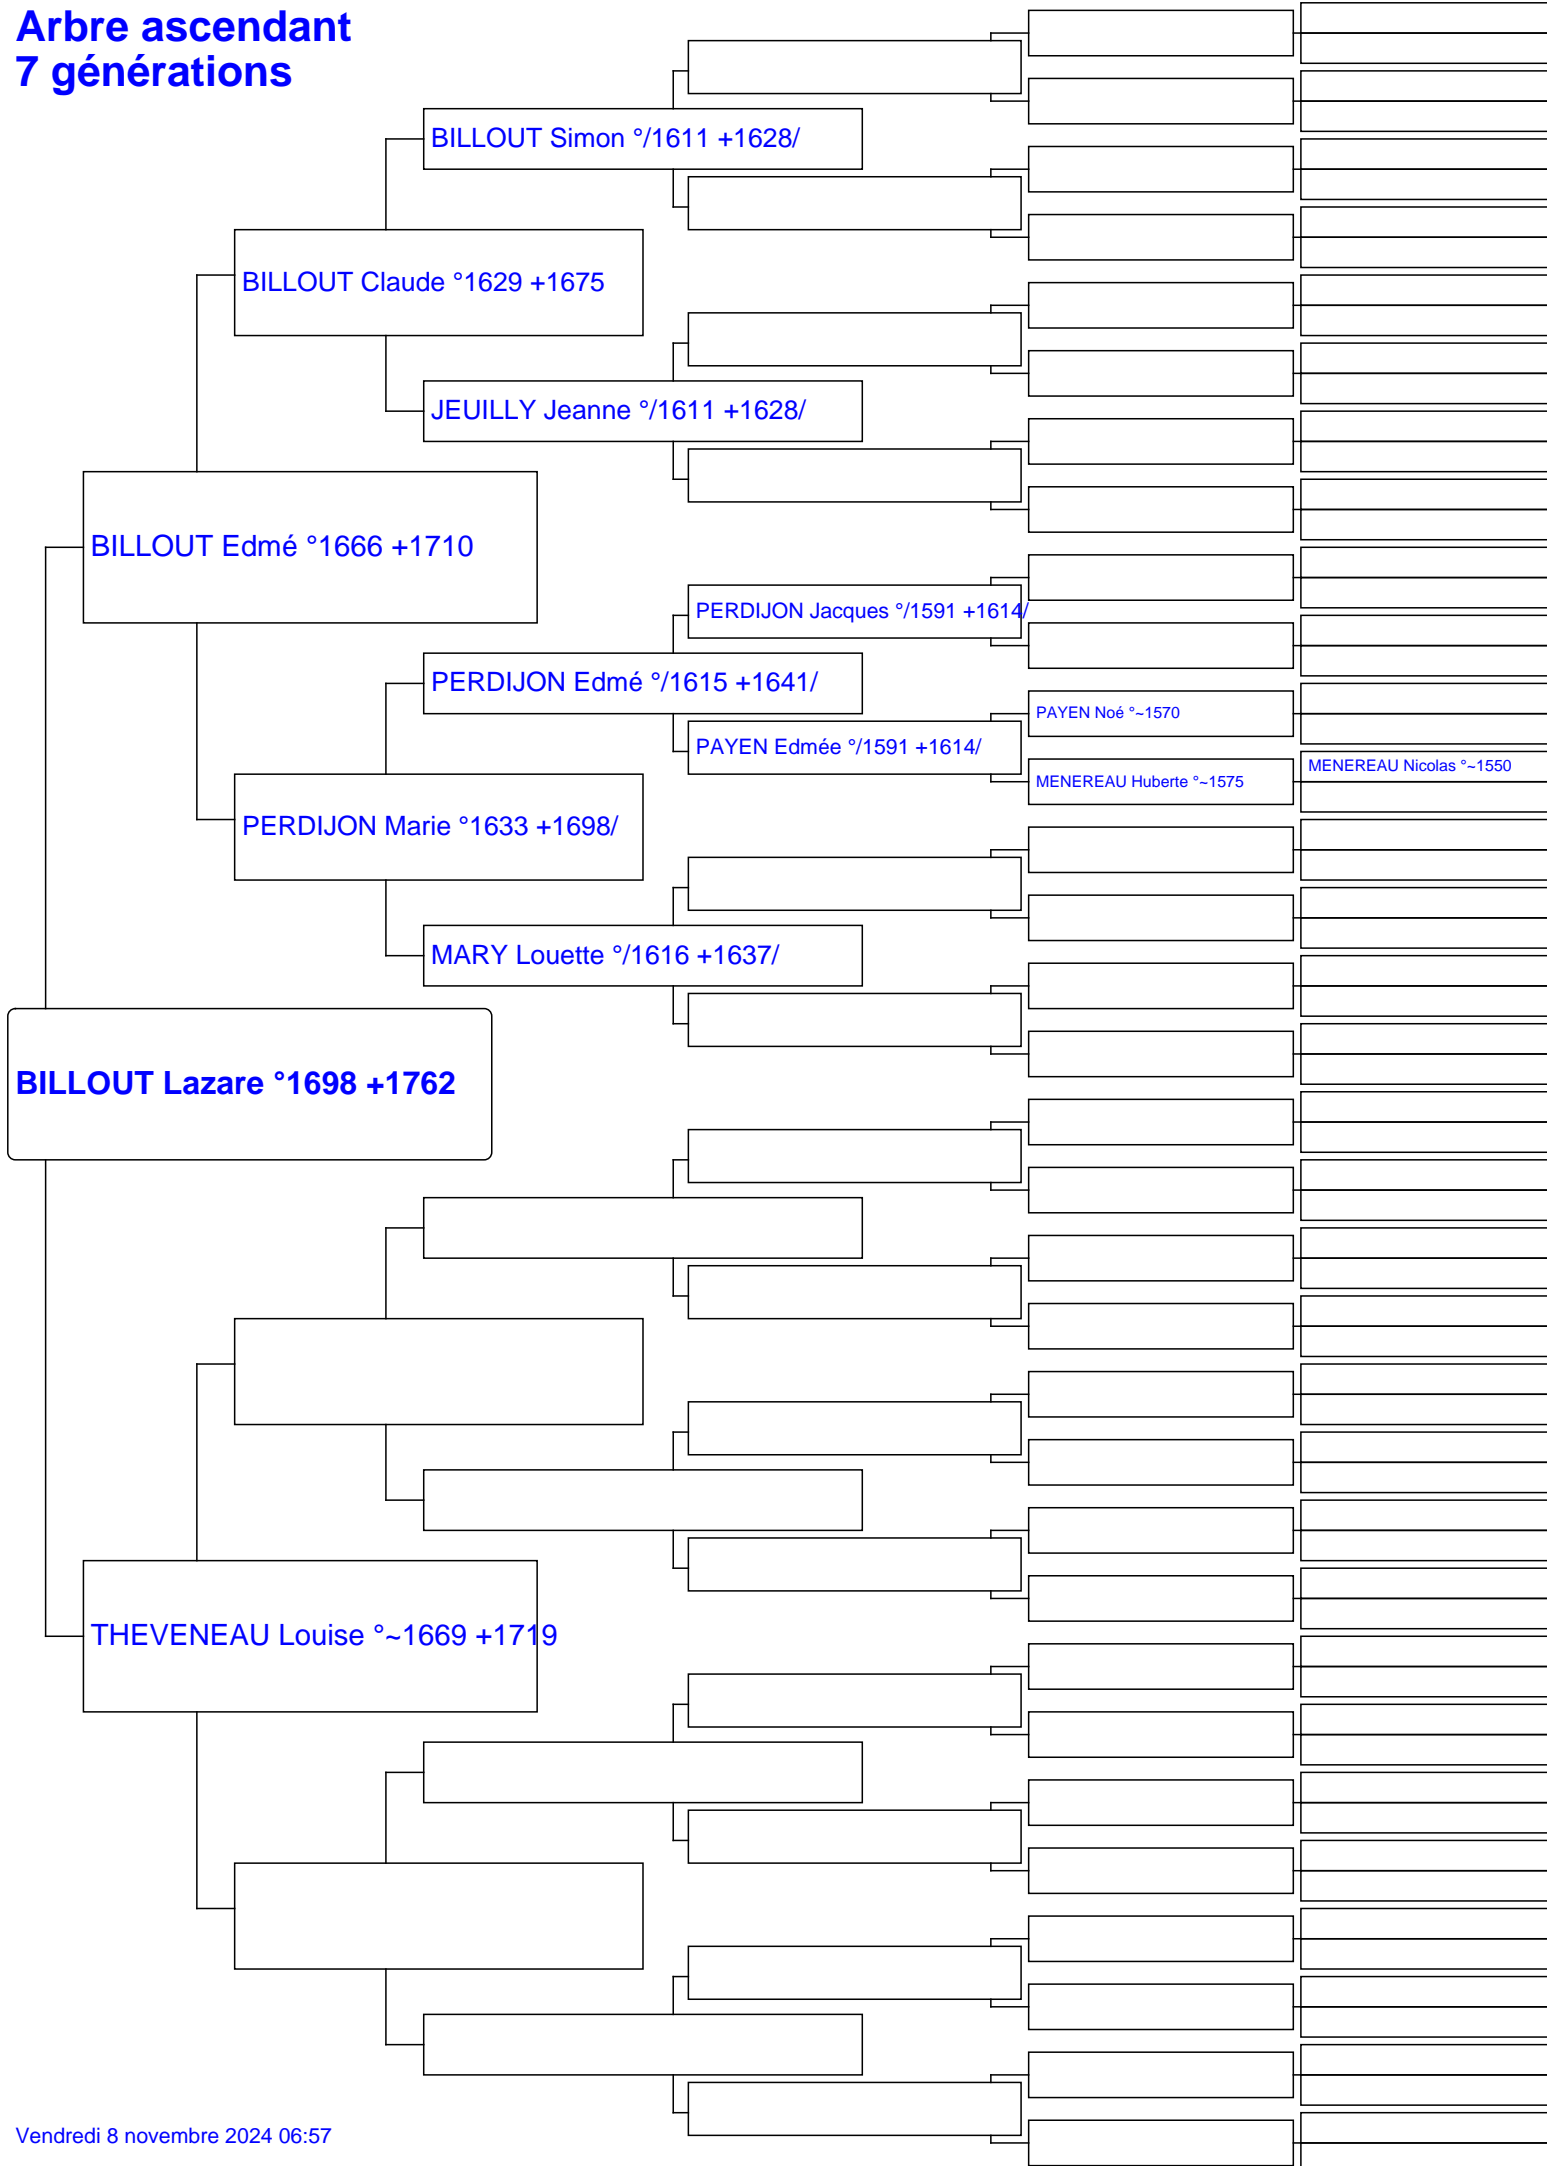 Arbre ascendant
7 générations
BILLOUT Simon °/1611 +1628/
BILLOUT Claude °1629 +1675
JEUILLY Jeanne °/1611 +1628/
BILLOUT Edmé °1666 +1710
PERDIJON Jacques °/1591 +1614/
PERDIJON Edmé °/1615 +1641/
PAYEN Noé °~1570
PAYEN Edmée °/1591 +1614/
MENEREAU Nicolas °~1550
MENEREAU Huberte °~1575
PERDIJON Marie °1633 +1698/
MARY Louette °/1616 +1637/
BILLOUT Lazare °1698 +1762
THEVENEAU Louise °~1669 +1719
Vendredi 8 novembre 2024 06:57